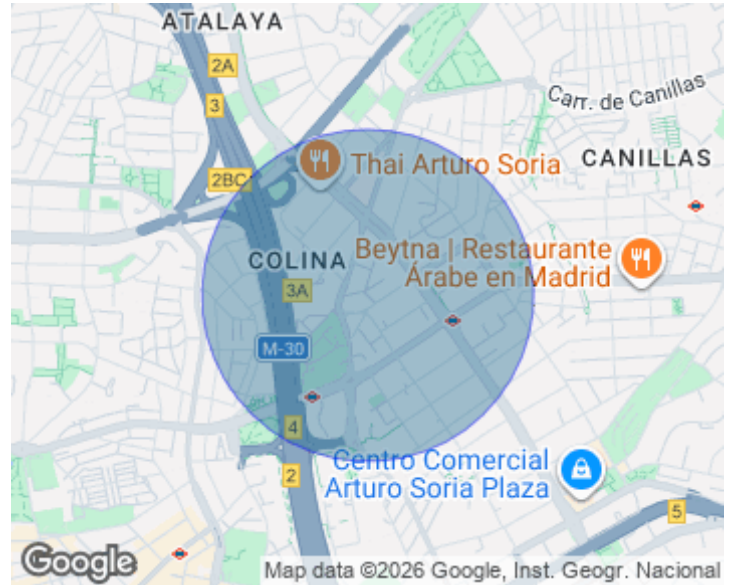 ATALAYA
2A
3
Carr. de Canillas
2BC
Thai Arturo Soria
CANILLAS
COLINA
Beytna | Restaurante
Árabe en Madrid
3A
M-30
4
2
Centro Comercial
Arturo Soria Plaza
5
Google
Map data ©2026 Google, Inst. Geogr. Nacional